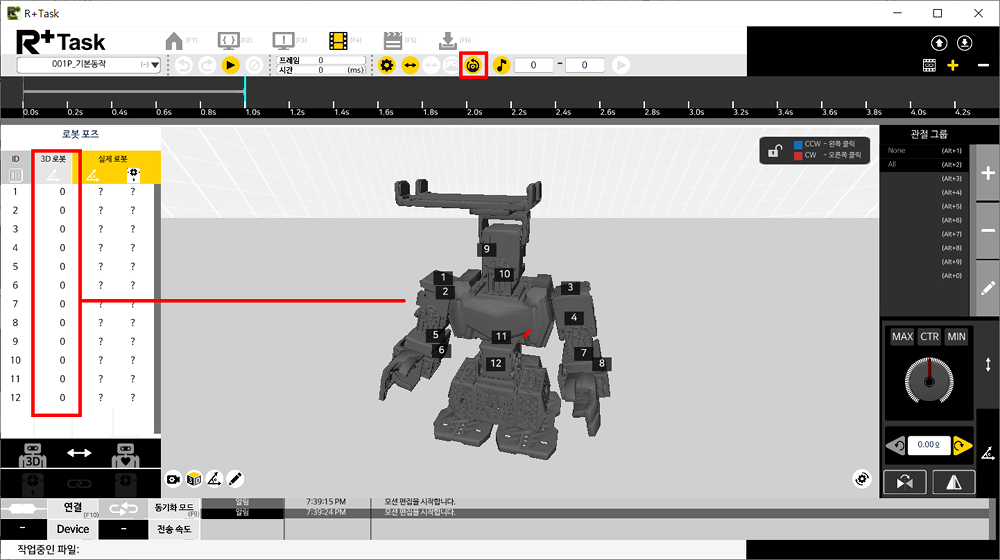 R+Task
R+Task
(F1)
(F2)
(F3)
(F4)
(F5)
(F6)
001P_기본동작 (-)
프레임 0
시간 0 (ms)
0 - 0
0.0s 0.2s 0.4s 0.6s 0.8s 1.0s 1.2s 1.4s 1.6s 1.8s 2.0s 2.2s 2.4s 2.6s 2.8s 3.0s 3.2s 3.4s 3.6s 3.8s 4.0s 4.2s
로봇 포즈
ID 3D 로봇 실제 로봇
1 0 ? ?
2 0 ? ?
3 0 ? ?
4 0 ? ?
5 0 ? ?
6 0 ? ?
7 0 ? ?
8 0 ? ?
9 0 ? ?
10 0 ? ?
11 0 ? ?
12 0 ? ?
3D
CCW - 왼쪽 클릭
CW - 오른쪽 클릭
9
10
1
2
3
4
5
6
11
12
7
8
3D
관절 그룹
None (Alt+1)
All (Alt+2)
(Alt+3)
(Alt+4)
(Alt+5)
(Alt+6)
(Alt+7)
(Alt+8)
(Alt+9)
(Alt+0)
MAX CTR MIN
0.00º
연결 (F10)
동기화 모드 (F9)
- Device - 전송 속도
알림 7:39:15 PM 모션 편집을 시작합니다.
알림 7:39:24 PM 모션 편집을 시작합니다.
작업중인 파일: